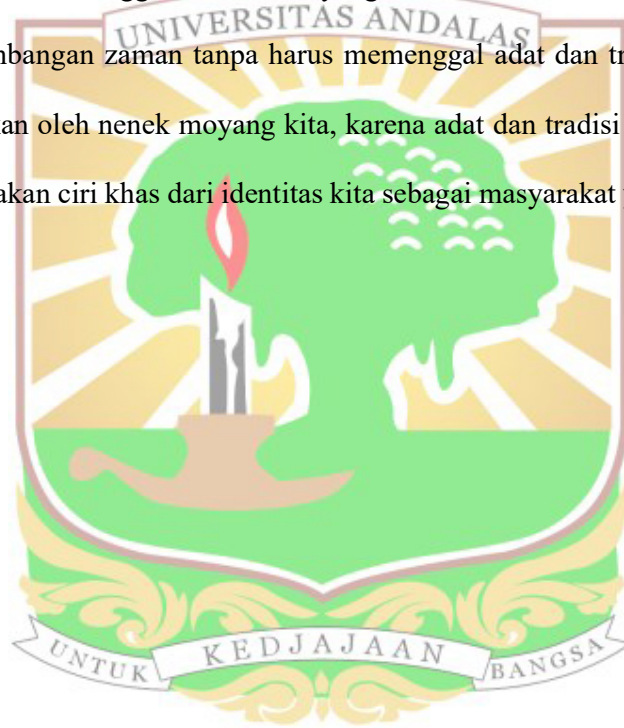 UNIVERSITAS ANDALAS
mbangan zaman tanpa harus memenggal adat dan tr
kan oleh nenek moyang kita, karena adat dan tradisi
akan ciri khas dari identitas kita sebagai masyarakat
UNTUK KEDJAJAAN BANGSA